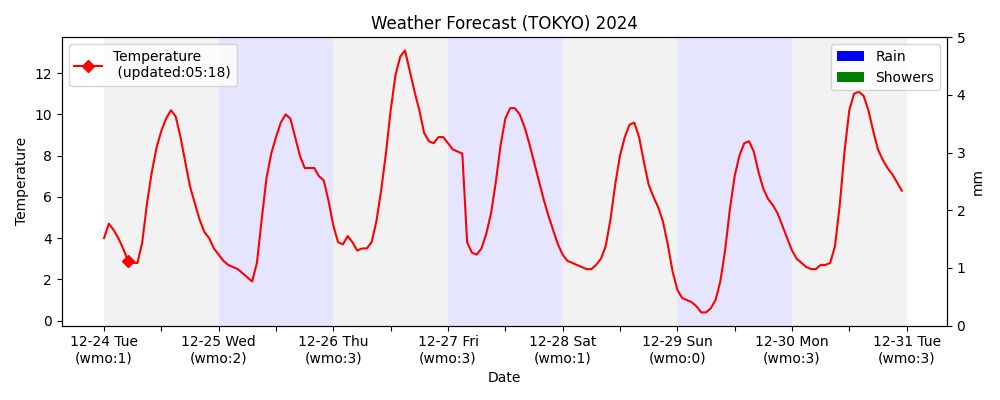 Weather Forecast (TOKYO) 2024
Temperature
(updated:05:18)
Rain
Showers
Temperature
12
10
8
6
4
2
0
5
4
3
2
1
0
mm
12-24 Tue
(wmo:1)
12-25 Wed
(wmo:2)
12-26 Thu
(wmo:3)
12-27 Fri
(wmo:3)
12-28 Sat
(wmo:1)
12-29 Sun
(wmo:0)
12-30 Mon
(wmo:3)
12-31 Tue
(wmo:3)
Date